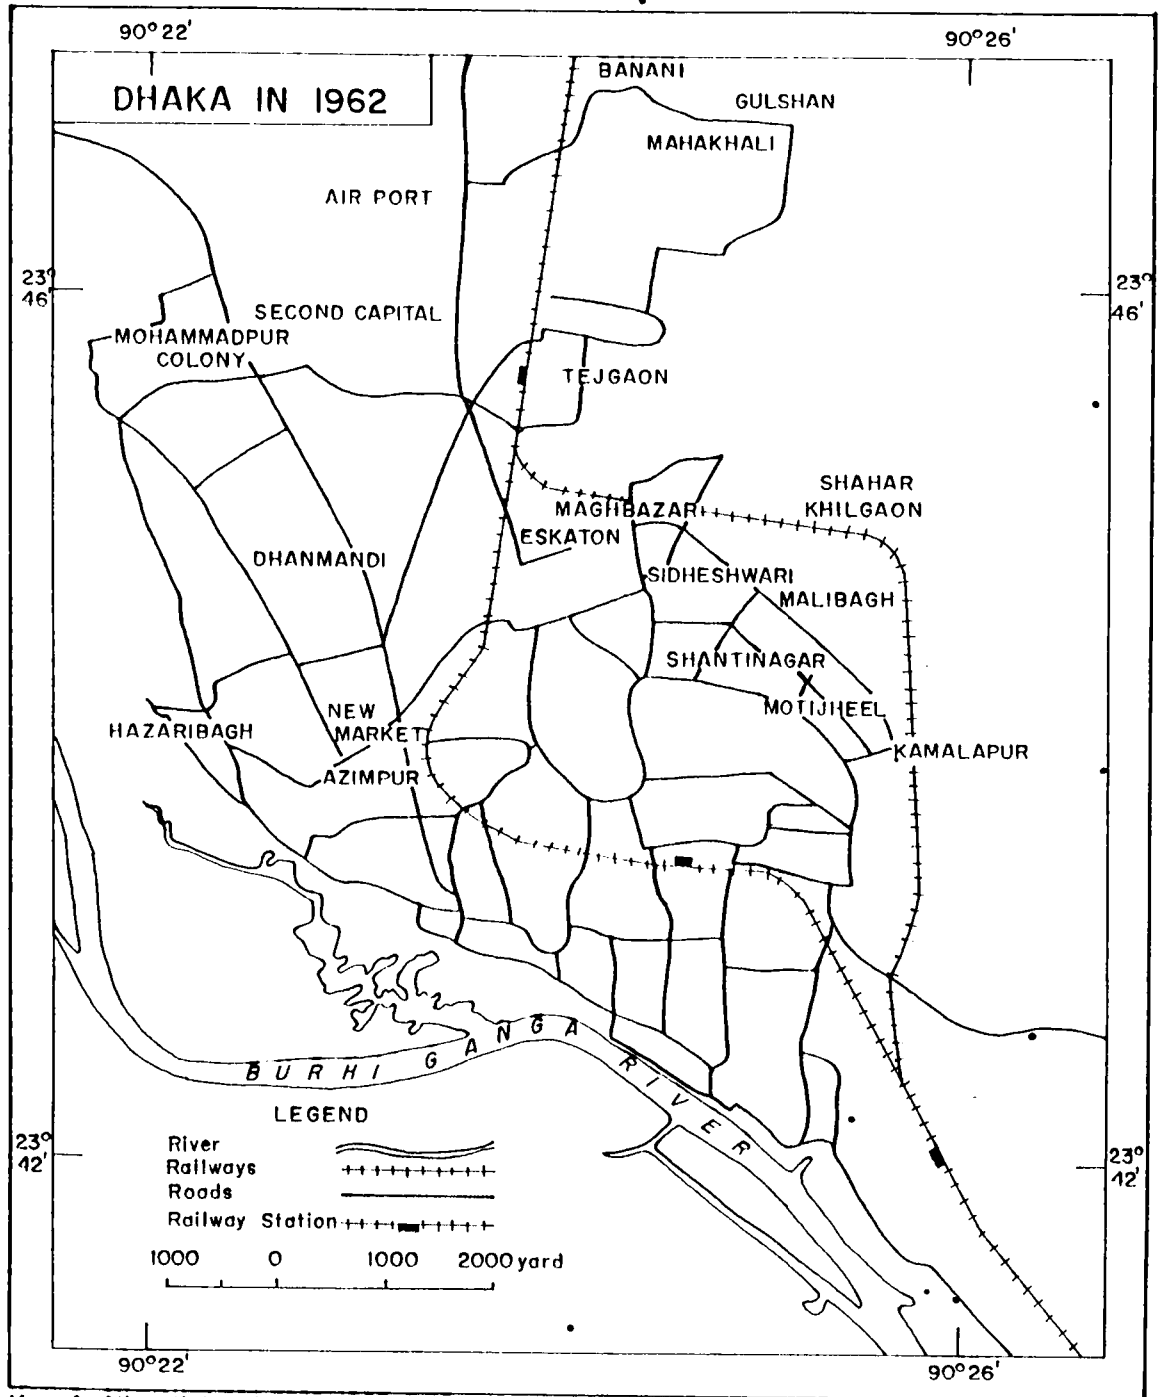 90°22'
90°26'
DHAKA IN 1962
BANANI
GULSHAN
MAHAKHALI
AIR PORT
23°
46'
23°
46'
SECOND CAPITAL
MOHAMMADPUR
COLONY
TEJGAON
SHAHAR
KHILGAON
MAGHBAZAR
ESKATON
DHANMANDI
SIDHESHWARI
MALIBAGH
SHANTINAGAR
MOTIJHEEL
NEW
MARKET
HAZARIBAGH
KAMALAPUR
AZIMPUR
BURHI GANGA RIVER
LEGEND
River
Railways
Roads
Railway Station
23°
42'
23°
42'
1000 0 1000 2000 yard
90°22'
90°26'